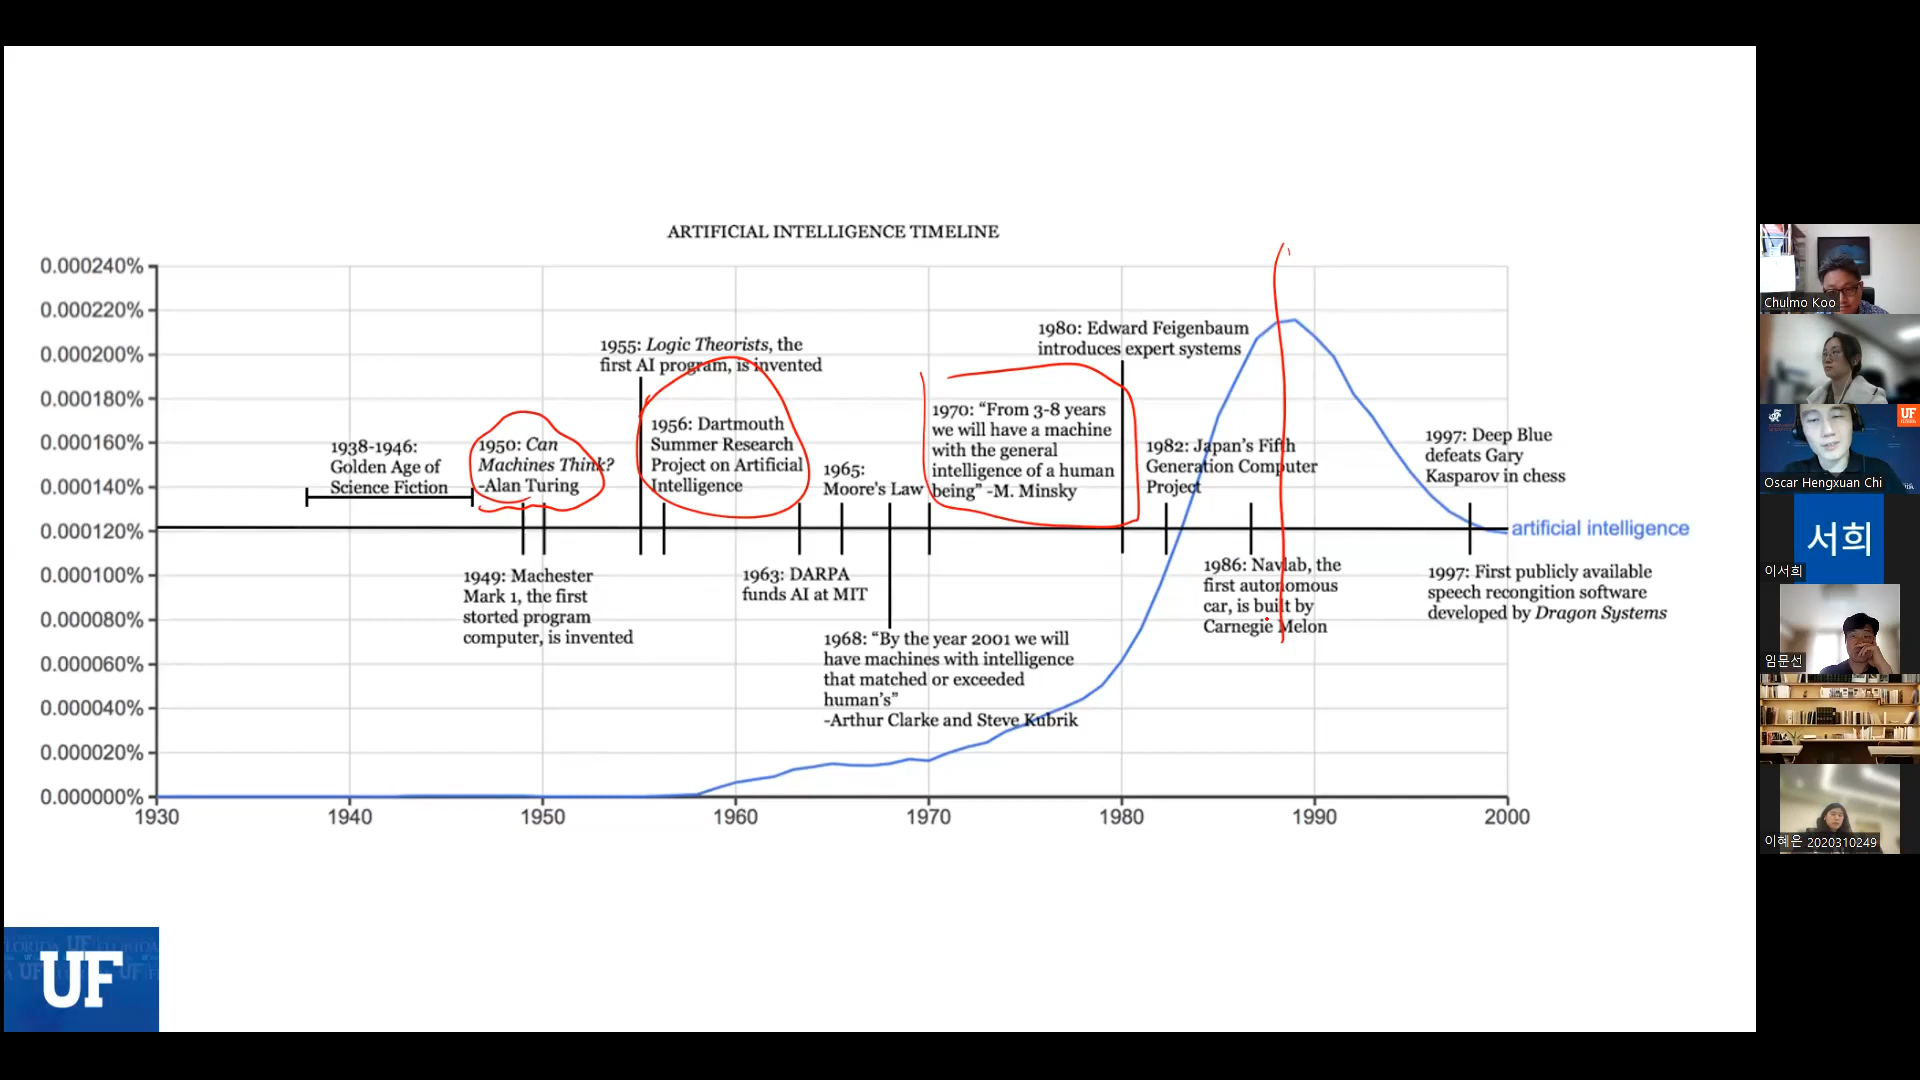 ARTIFICIAL INTELLIGENCE TIMELINE
0.000240%
0.000220%
0.000200%
0.000180%
0.000160%
0.000140%
0.000120%
0.000100%
0.000080%
0.000060%
0.000040%
0.000020%
0.000000%
1938-1946:
Golden Age of
Science Fiction
1950: Can
Machines Think?
-Alan Turing
1955: Logic Theorists, the
first AI program, is invented
1956: Dartmouth
Summer Research
Project on Artificial
Intelligence
1965:
Moore's Law
1970: “From 3-8 years
we will have a machine
with the general
intelligence of a human
being” -M. Minsky
1980: Edward Feigenbaum
introduces expert systems
1982: Japan's Fifth
Generation Computer
Project
1997: Deep Blue
defeats Gary
Kasparov in chess
artificial intelligence
1949: Machester
Mark 1, the first
storted program
computer, is invented
1963: DARPA
funds AI at MIT
1968: “By the year 2001 we will
have machines with intelligence
that matched or exceeded
human's”
-Arthur Clarke and Steve Kubrik
1986: Navlab, the
first autonomous
car, is built by
Carnegie Melon
1997: First publicly available
speech recongition software
developed by Dragon Systems
1930 1940 1950 1960 1970 1980 1990 2000
UF
Chulmo Koo
UF
Oscar Hengxuan Chi
서희
이서희
임문선
이혜은 2020310249